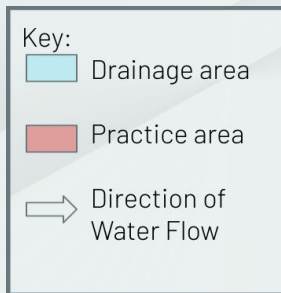 Key:
Drainage area
Practice area
Direction of
Water Flow